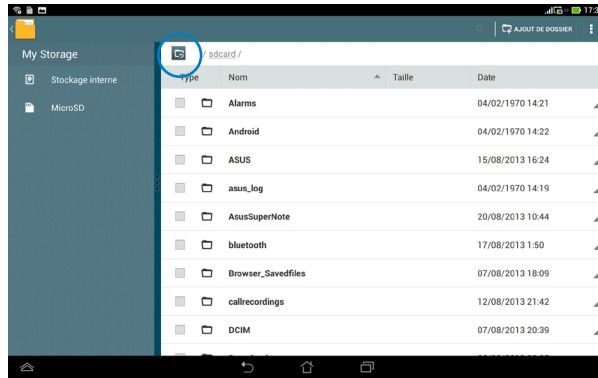 17:3
AJOUT DE DOSSIER
My Storage
/ sdcard /
Type Nom Taille Date
Stockage interne
MicroSD
Alarms 04/02/1970 14:21
Android 04/02/1970 14:22
ASUS 15/08/2013 16:24
asus_log 04/02/1970 14:19
AsusSuperNote 20/08/2013 10:44
bluetooth 17/08/2013 1:50
Browser_Savedfiles 07/08/2013 18:09
callrecordings 12/08/2013 21:42
DCIM 07/08/2013 20:39